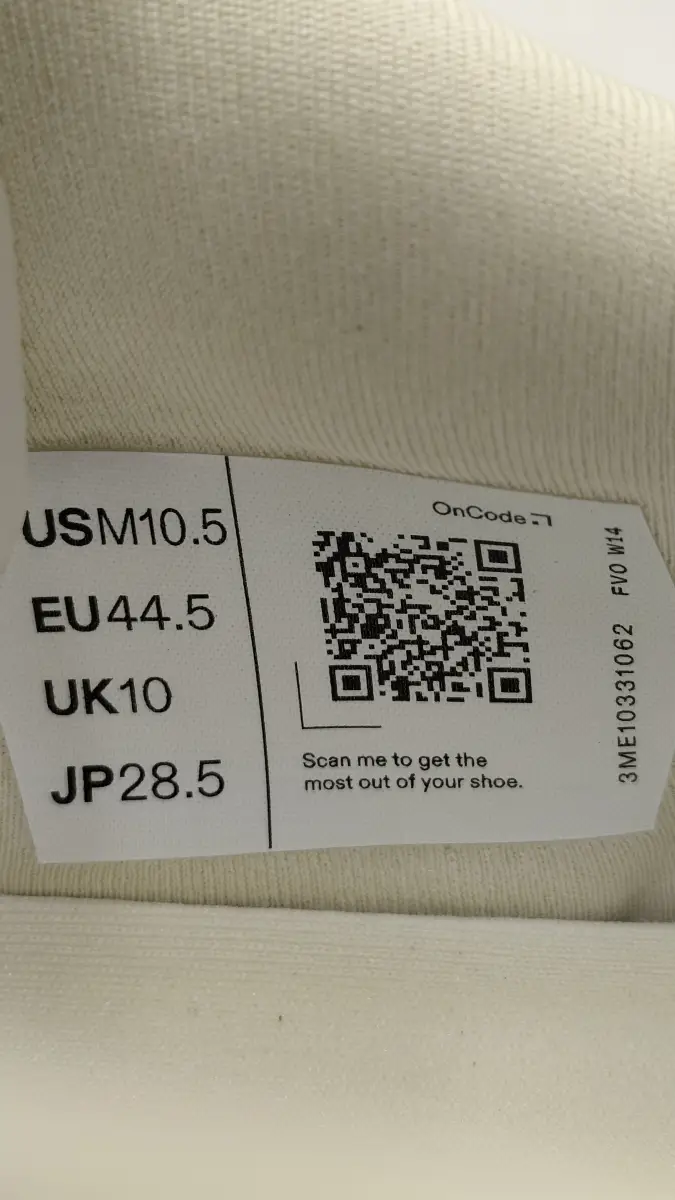 USM10.5
EU44.5
UK10
JP28.5
OnCode
Scan me to get the
most out of your shoe.
3ME10331062 FVO W14